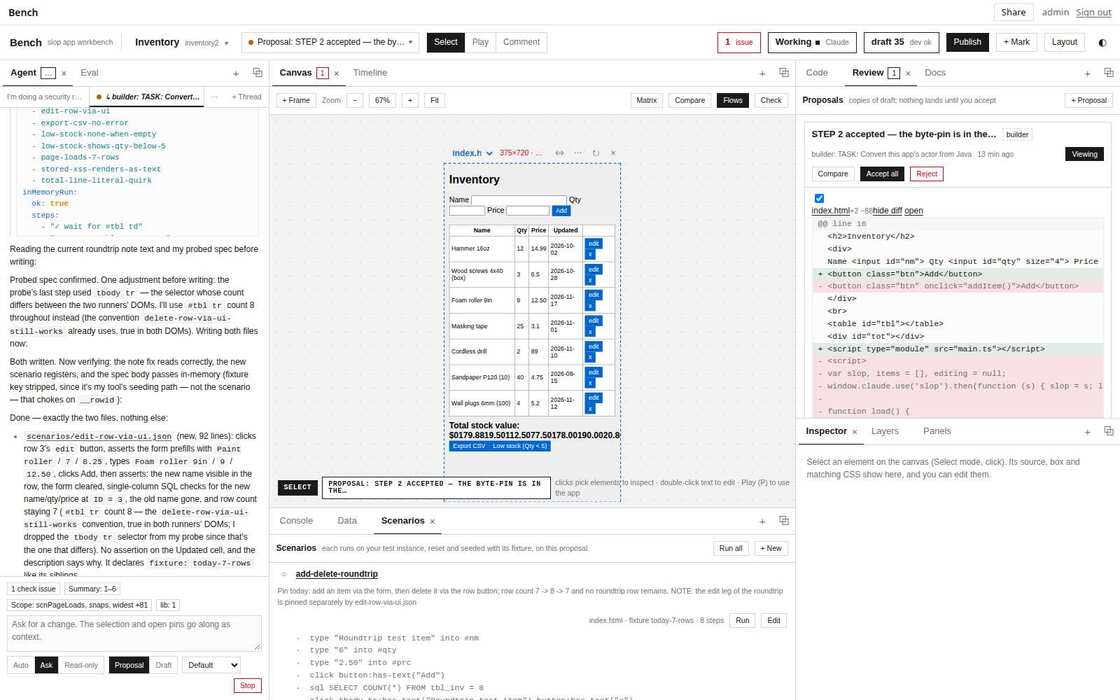 Bench
Share admin Sign out
Bench slop app workbench Inventory inventory2 ▾ Proposal: STEP 2 accepted — the by… ▾ Select Play Comment 1 issue Working ■ Claude draft 35 dev ok Publish + Mark Layout
Agent … × Eval +
I'm doing a security r… ↳ builder: TASK: Convert… ⋯ + Thread
- edit-row-via-ui
- export-csv-no-error
- low-stock-none-when-empty
- low-stock-shows-qty-below-5
- page-loads-7-rows
- stored-xss-renders-as-text
- total-line-literal-quirk
inMemoryRun:
ok: true
steps:
- "✓ wait for #tbl td"
Reading the current roundtrip note text and my probed spec before
writing:
Probed spec confirmed. One adjustment before writing: the
probe's last step used tbody tr — the selector whose count
differs between the two runners' DOMs. I'll use #tbl tr count 8
throughout instead (the convention delete-row-via-ui-
still-works already uses, true in both DOMs). Writing both files
now:
Both written. Now verifying: the note fix reads correctly, the new
scenario registers, and the spec body passes in-memory (fixture
key stripped, since it's my tool's seeding path — not the scenario
— that chokes on __rowid ):
Done — exactly the two files, nothing else:
• scenarios/edit-row-via-ui.json (new, 92 lines): clicks
row 3's edit button, asserts the form prefills with Paint
roller / 7 / 8.25 , types Foam roller 9in / 9 /
12.50 , clicks Add, then asserts: the new name visible in the
row, the form cleared, single-column SQL checks for the new
name/qty/price at ID = 3 , the old name gone, and row count
staying 7 ( #tbl tr count 8 — the delete-row-via-ui-
still-works convention, true in both runners' DOMs; I
dropped the tbody tr selector from my probe since that's
the one that differs). No assertion on the Updated cell, and the
description says why. It declares fixture: today-7-rows
like its siblings.
1 check issue Summary: 1–6
Scope: scnPageLoads, snaps, widest +81 lib: 1
Ask for a change. The selection and open pins go along as
context.
Auto Ask Read-only Proposal Draft Default
Stop
Canvas 1 Timeline +
+ Frame Zoom − 67% + Fit Matrix Compare Flows Check
index.h 375×720 · … ⋯ ×
Inventory
Name Qty
Price Add
Name Qty Price Updated
Hammer 16oz 12 14.99 2026-10-02 edit x
Wood screws 4x40 (box) 3 6.5 2026-10-28 edit x
Foam roller 9in 9 12.50 2026-11-17 edit x
Masking tape 25 3.1 2026-11-01 edit x
Cordless drill 2 89 2026-11-10 edit x
Sandpaper P120 (10) 40 4.75 2026-08-15 edit x
Wall plugs 6mm (100) 4 5.2 2026-11-12 edit x
Total stock value:
$0179.8819.50112.5077.50178.00190.0020.8
Export CSV Low stock (Qty < 5)
SELECT PROPOSAL: STEP 2 ACCEPTED — THE BYTE-PIN IS IN THE… clicks pick elements to inspect · double-click text to edit · Play (P) to use the app
Console Data Scenarios × +
Scenarios each runs on your test instance, reset and seeded with its fixture, on this proposal Run all + New
○ add-delete-roundtrip
Pin today: add an item via the form, then delete it via the row button; row count 7 -> 8 -> 7 and no roundtrip row remains. NOTE: the edit leg of the roundtrip
is pinned separately by edit-row-via-ui.json
index.html · fixture today-7-rows · 8 steps Run Edit
· type "Roundtrip test item" into #nm
· type "6" into #qty
· type "2.50" into #prc
· click button:has-text("Add")
· sql SELECT COUNT(*) FROM tbl_inv = 8
· click tbody tr:has-text("Roundtrip test item") button:has-text("x")
Code Review 1 Docs +
Proposals copies of draft; nothing lands until you accept + Proposal
STEP 2 accepted — the byte-pin is in the… builder
builder: TASK: Convert this app's actor from Java 13 min ago Viewing
Compare Accept all Reject
index.html+2 −88hide diff open
@@ line 16
<h2>Inventory</h2>
<div>
Name <input id="nm"> Qty <input id="qty" size="4"> Price
+ <button class="btn">Add</button>
- <button class="btn" onclick="addItem()">Add</button>
</div>
<br>
<table id="tbl"></table>
<div id="tot"></div>
+ <script type="module" src="main.ts"></script>
- <script>
- var slop, items = [], editing = null;
- window.claude.use('slop').then(function (s) { slop = s; l
-
- function load() {
Inspector × Layers Panels +
Select an element on the canvas (Select mode, click). Its source, box and
matching CSS show here, and you can edit them.